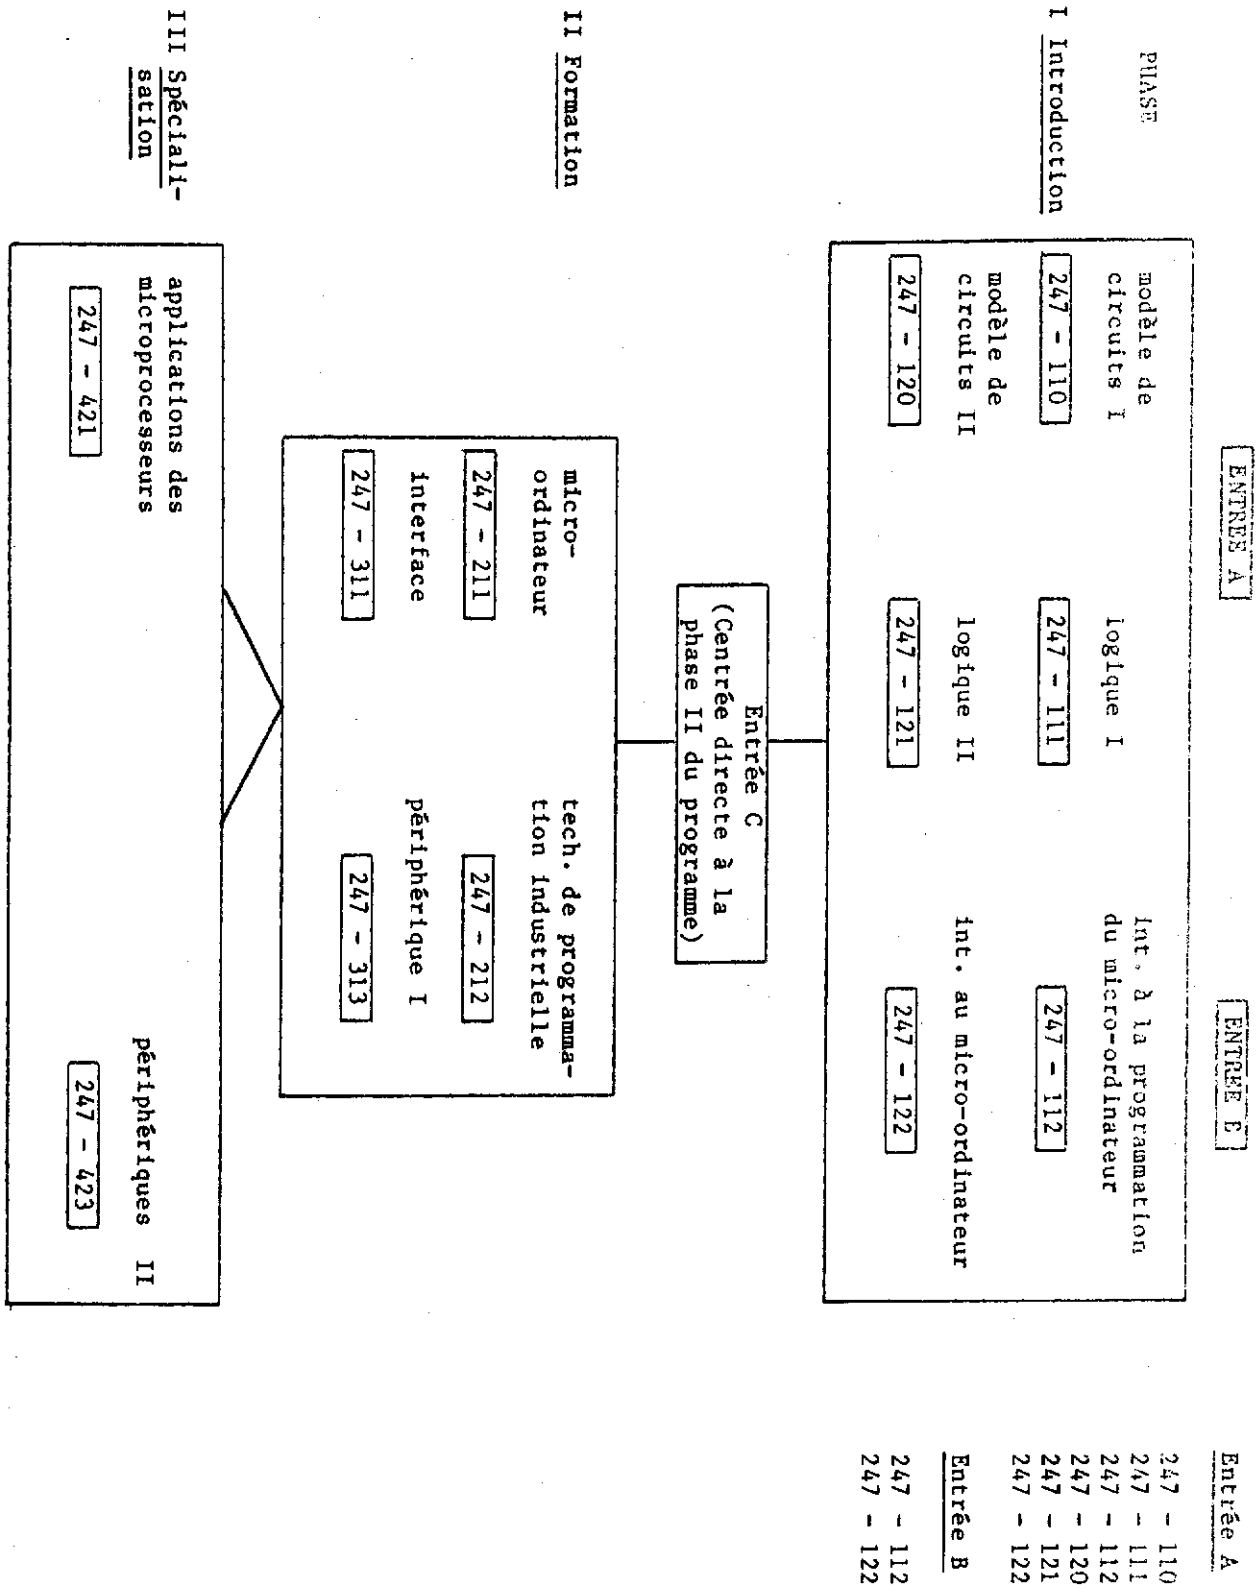 PHASE
ENTREE A
ENTREE E
I Introduction
modèle de
circuits I
247 - 110
logique I
247 - 111
int. à la programmation
du micro-ordinateur
247 - 112
modèle de
circuits II
247 - 120
logique II
247 - 121
int. au micro-ordinateur
247 - 122
Entrée A
247 - 110
247 - 111
247 - 112
247 - 120
247 - 121
247 - 122
Entrée B
247 - 112
247 - 122
Entrée C
(Centrée directe à la
phase II du programme)
II Formation
micro-
ordinateur
247 - 211
tech. de programma-
tion industrielle
247 - 212
interface
247 - 311
périphérique I
247 - 313
III Spéciali-
sation
applications des
microprocesseurs
247 - 421
périphériques II
247 - 423